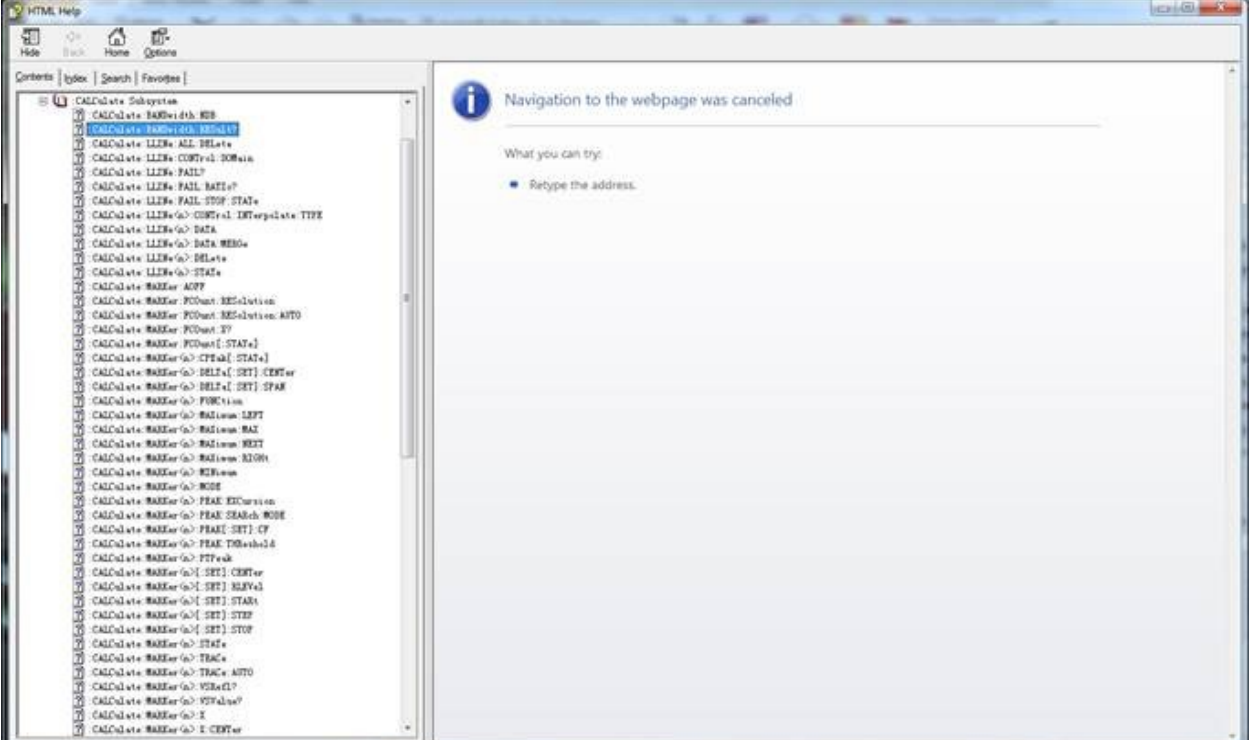 HTML Help
Hide Back Home Options
Contents Index Search Favorites
:CALCulate Subsystem
:CALCulate:BANDwidth:NDB
:CALCulate:BANDwidth:RESult?
:CALCulate:LLINe:ALL:DELete
:CALCulate:LLINe:CONTrol:DOMain
:CALCulate:LLINe:FAIL?
:CALCulate:LLINe:FAIL:RATIo?
:CALCulate:LLINe:FAIL:STOP:STATe
:CALCulate:LLINe(n):CONTrol:INTerpolate:TYPE
:CALCulate:LLINe(n):DATA
:CALCulate:LLINe(n):DATA:MERGe
:CALCulate:LLINe(n):DELete
:CALCulate:LLINe(n):STATe
:CALCulate:MARKer:AOFF
:CALCulate:MARKer:FCOunt:RESolution
:CALCulate:MARKer:FCOunt:RESolution:AUTO
:CALCulate:MARKer:FCOunt:X?
:CALCulate:MARKer:FCOunt[:STATe]
:CALCulate:MARKer(n):CPEak[:STATe]
:CALCulate:MARKer(n):DELTa[:SET]:CENTer
:CALCulate:MARKer(n):DELTa[:SET]:SPAN
:CALCulate:MARKer(n):FUNCtion
:CALCulate:MARKer(n):MAXimum:LEFT
:CALCulate:MARKer(n):MAXimum:MAX
:CALCulate:MARKer(n):MAXimum:NEXT
:CALCulate:MARKer(n):MAXimum:RIGHt
:CALCulate:MARKer(n):MINimum
:CALCulate:MARKer(n):MODE
:CALCulate:MARKer(n):PEAK:EXCursion
:CALCulate:MARKer(n):PEAK:SEARch:MODE
:CALCulate:MARKer(n):PEAK[:SET]:CF
:CALCulate:MARKer(n):PEAK:THReshold
:CALCulate:MARKer(n):PTPeak
:CALCulate:MARKer(n)[:SET]:CENTer
:CALCulate:MARKer(n)[:SET]:RLEVel
:CALCulate:MARKer(n)[:SET]:STARt
:CALCulate:MARKer(n)[:SET]:STEP
:CALCulate:MARKer(n)[:SET]:STOP
:CALCulate:MARKer(n):STATe
:CALCulate:MARKer(n):TRACe
:CALCulate:MARKer(n):TRACe:AUTO
:CALCulate:MARKer(n):VSRefl?
:CALCulate:MARKer(n):VSValue?
:CALCulate:MARKer(n):X
:CALCulate:MARKer(n):X:CENTer
Navigation to the webpage was canceled
What you can try:
Retype the address.